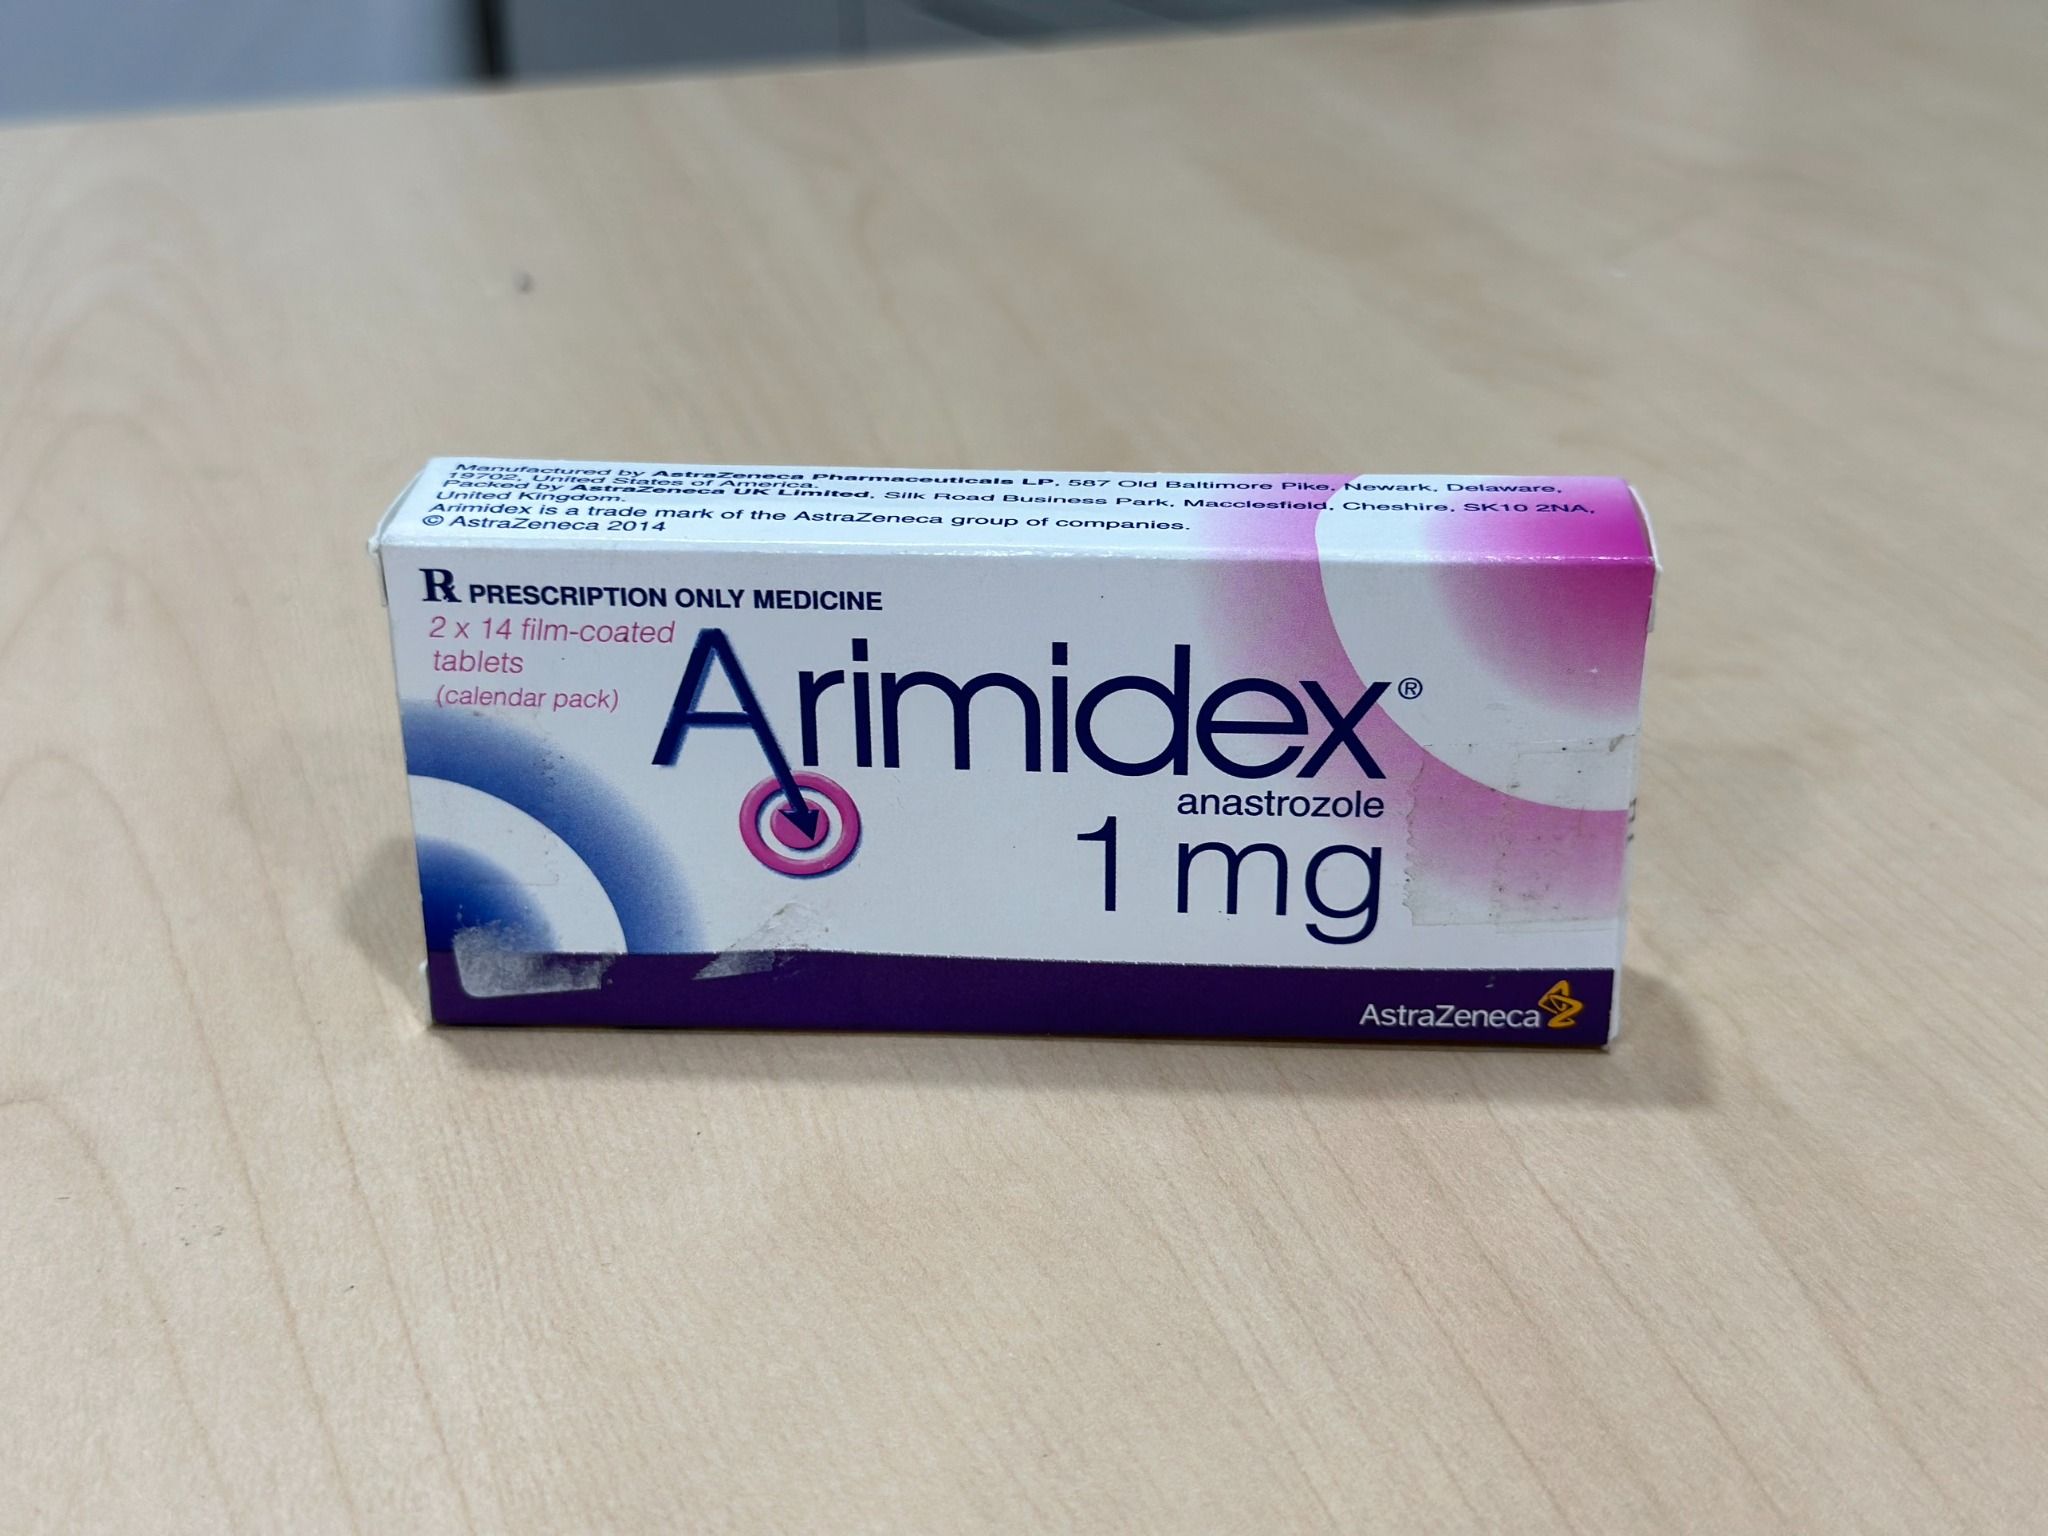 Manufactured by AstraZeneca Pharmaceuticals LP, 587 Old Baltimore Pike, Newark, Delaware,
19702, United States of America.
Packed by AstraZeneca UK Limited, Silk Road Business Park, Macclesfield, Cheshire, SK10 2NA,
United Kingdom.
Arimidex is a trade mark of the AstraZeneca group of companies.
© AstraZeneca 2014
Rx PRESCRIPTION ONLY MEDICINE
2 x 14 film-coated
tablets
(calendar pack)
Arimidex®
anastrozole
1 mg
AstraZeneca